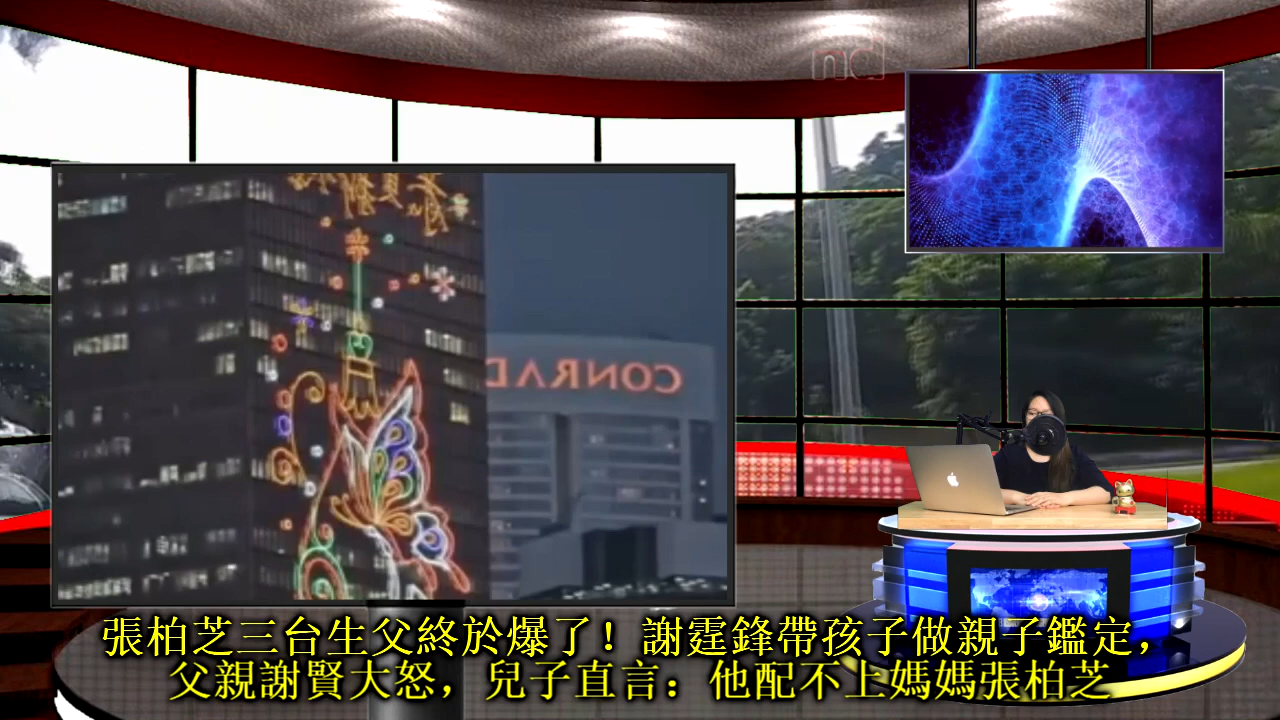 nd
CONRAD
張柏芝三台生父終於爆了！謝霆鋒帶孩子做親子鑑定，
父親謝賢大怒，兒子直言：他配不上媽媽張柏芝